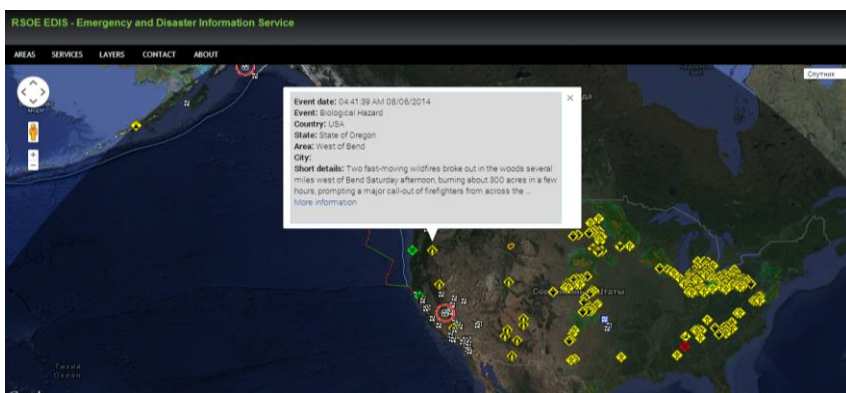 RSOE EDIS - Emergency and Disaster Information Service
AREAS SERVICES LAYERS CONTACT ABOUT
Спутник
Event date: 04:41:39 AM 08/06/2014
Event: Biological Hazard
Country: USA
State: State of Oregon
Area: West of Bend
City:
Short details: Two fast-moving wildfires broke out in the woods several
miles west of Bend Saturday afternoon, burning about 300 acres in a few
hours, prompting a major call-out of firefighters from across the ...
More information
Тихий
Океан